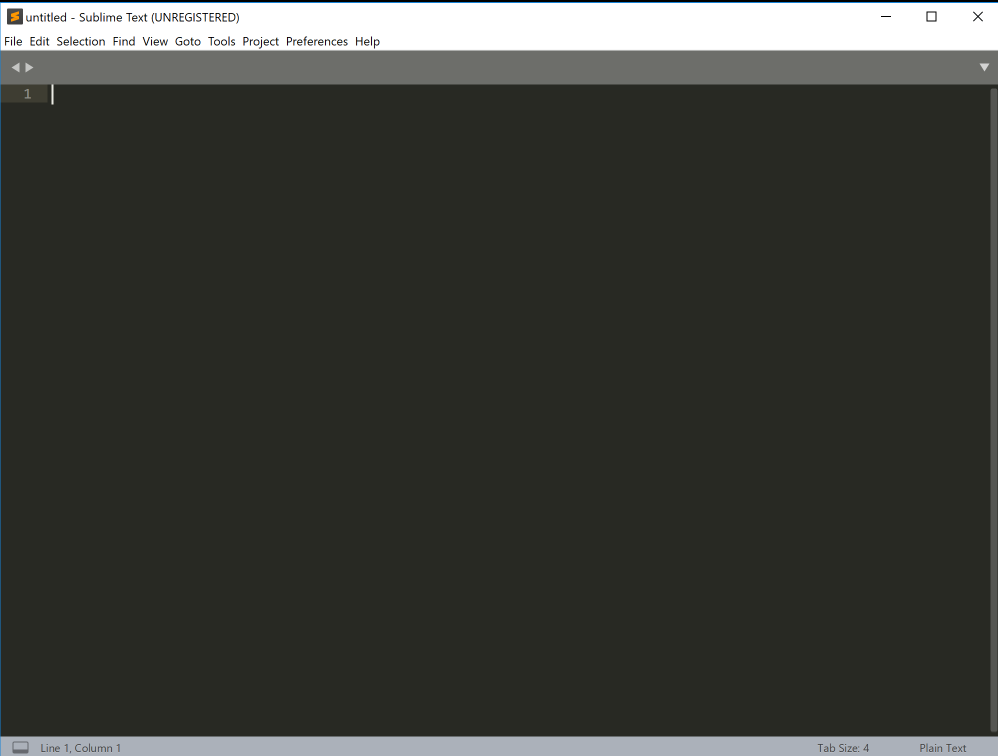 untitled - Sublime Text (UNREGISTERED)
File Edit Selection Find View Goto Tools Project Preferences Help
1
Line 1, Column 1 Tab Size: 4 Plain Text